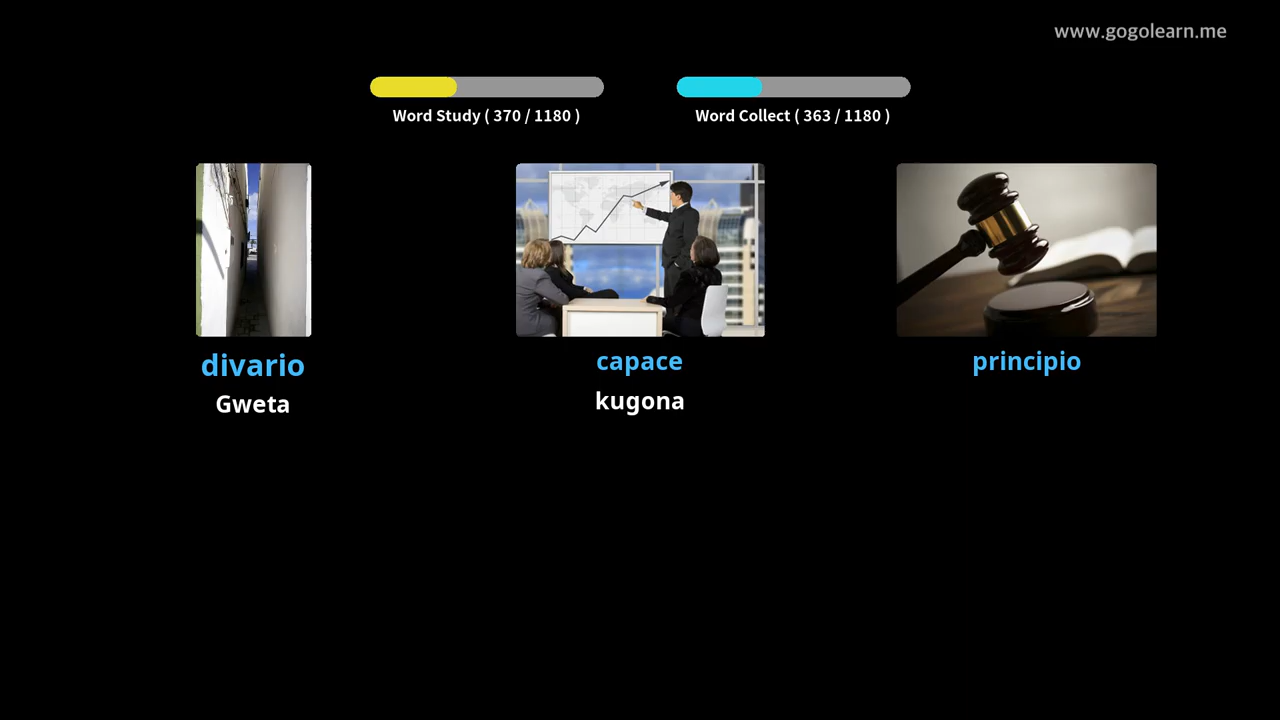 www.gogolearn.me
Word Study ( 370 / 1180 )
Word Collect ( 363 / 1180 )
divario
Gweta
capace
kugona
principio